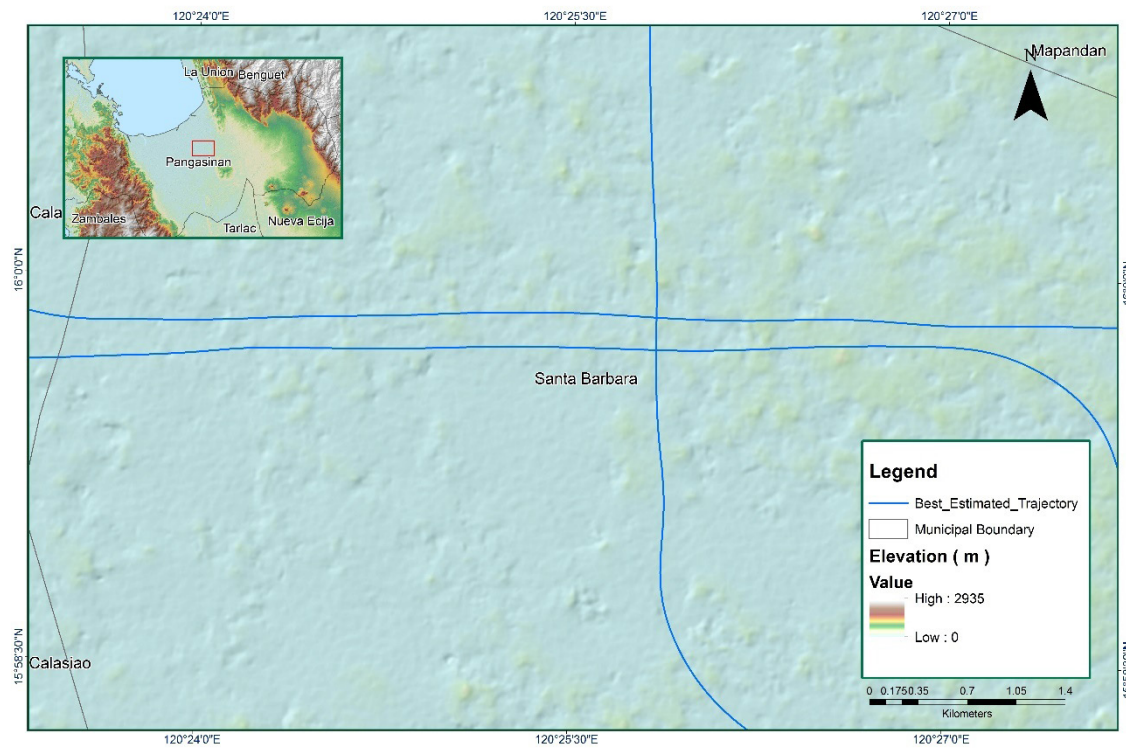 120°24'0"E
120°25'30"E
120°27'0"E
Mapandan
N
La Union
Benguet
Pangasinan
Zambales
Tarlac
Nueva Ecija
Cala
16°0'0"N
Santa Barbara
Legend
Best_Estimated_Trajectory
Municipal Boundary
Elevation ( m )
Value
High : 2935
Low : 0
15°58'30"N
Calasiao
0 0.175 0.35 0.7 1.05 1.4
Kilometers
120°24'0"E
120°25'30"E
120°27'0"E